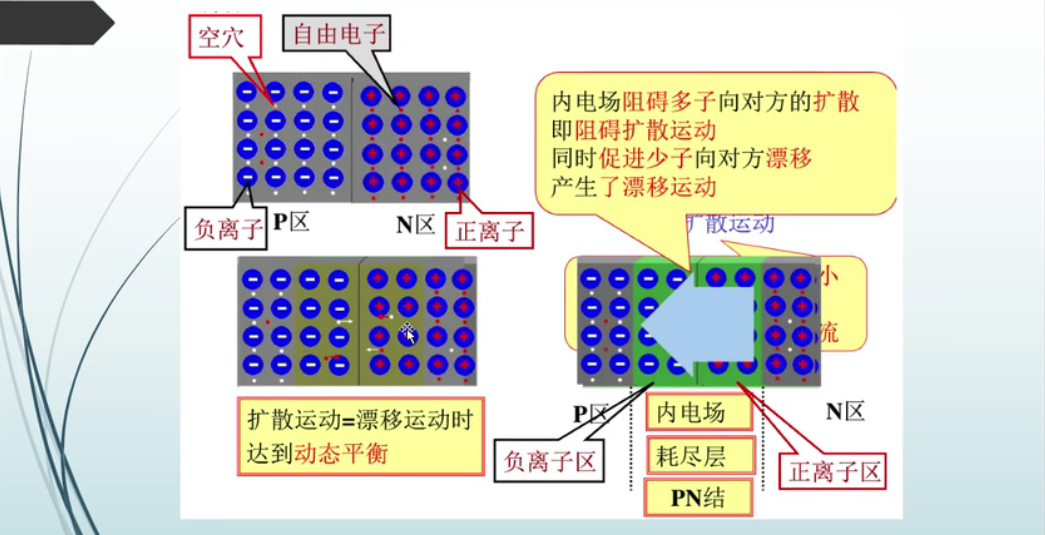 空穴
自由电子
负离子
P区
N区
正离子
内电场阻碍多子向对方的扩散
即阻碍扩散运动
同时促进少子向对方漂移
产生了漂移运动
扩散运动
小
流
扩散运动=漂移运动时
达到动态平衡
P区
内电场
N区
负离子区
耗尽层
正离子区
PN结